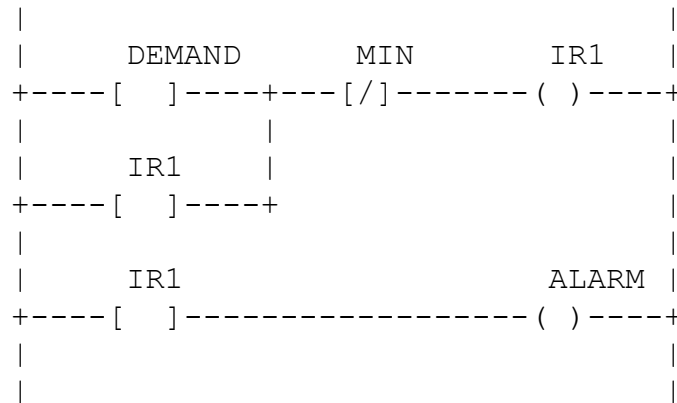 |                                  |
|     DEMAND      MIN        IR1   |
+----[  ]----+---[/]-------( )----+
|            |                     |
|     IR1    |                     |
+----[  ]----+                     |
|                                  |
|     IR1                    ALARM |
+----[  ]------------------( )----+
|                                  |
|                                  |